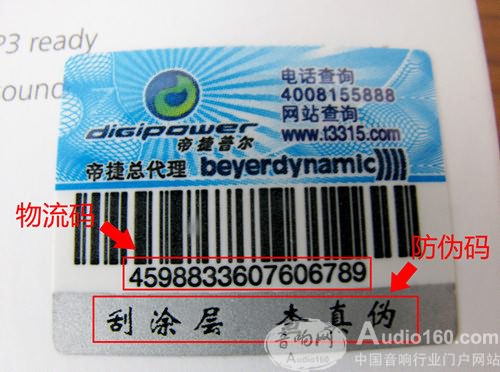 P3 ready
ound
电话查询
4008155888
网站查询
www.t3315.com
digipower
帝捷普尔
帝捷总代理 beyerdynamic))))
物流码
防伪码
4598833607606789
刮涂层 查真伪
音响网
Audio160
Audio160.com
中国音响行业门户网站